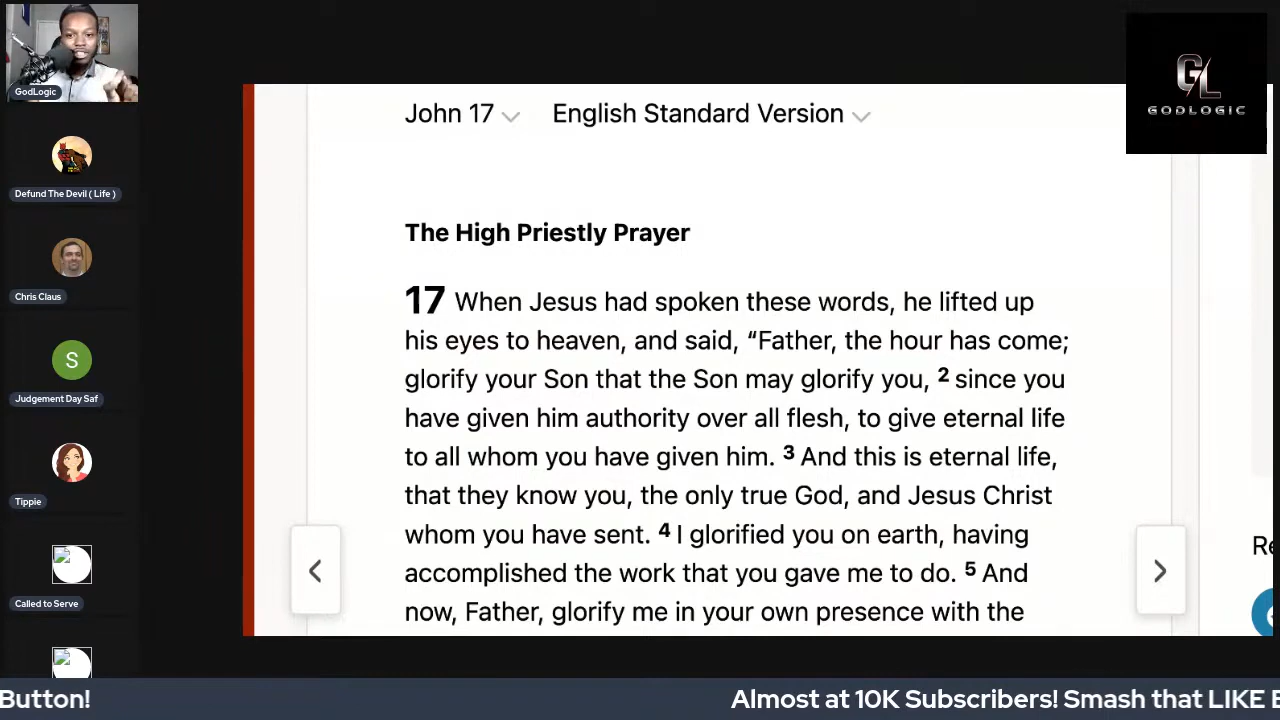 GodLogic
Defund The Devil ( Life )
Chris Claus
S
Judgement Day Saf
Tippie
Called to Serve
John 17
English Standard Version
GL
GODLOGIC
The High Priestly Prayer
17 When Jesus had spoken these words, he lifted up
his eyes to heaven, and said, “Father, the hour has come;
glorify your Son that the Son may glorify you, 2 since you
have given him authority over all flesh, to give eternal life
to all whom you have given him. 3 And this is eternal life,
that they know you, the only true God, and Jesus Christ
whom you have sent. 4 I glorified you on earth, having
accomplished the work that you gave me to do. 5 And
now, Father, glorify me in your own presence with the
Re
Button!
Almost at 10K Subscribers! Smash that LIKE